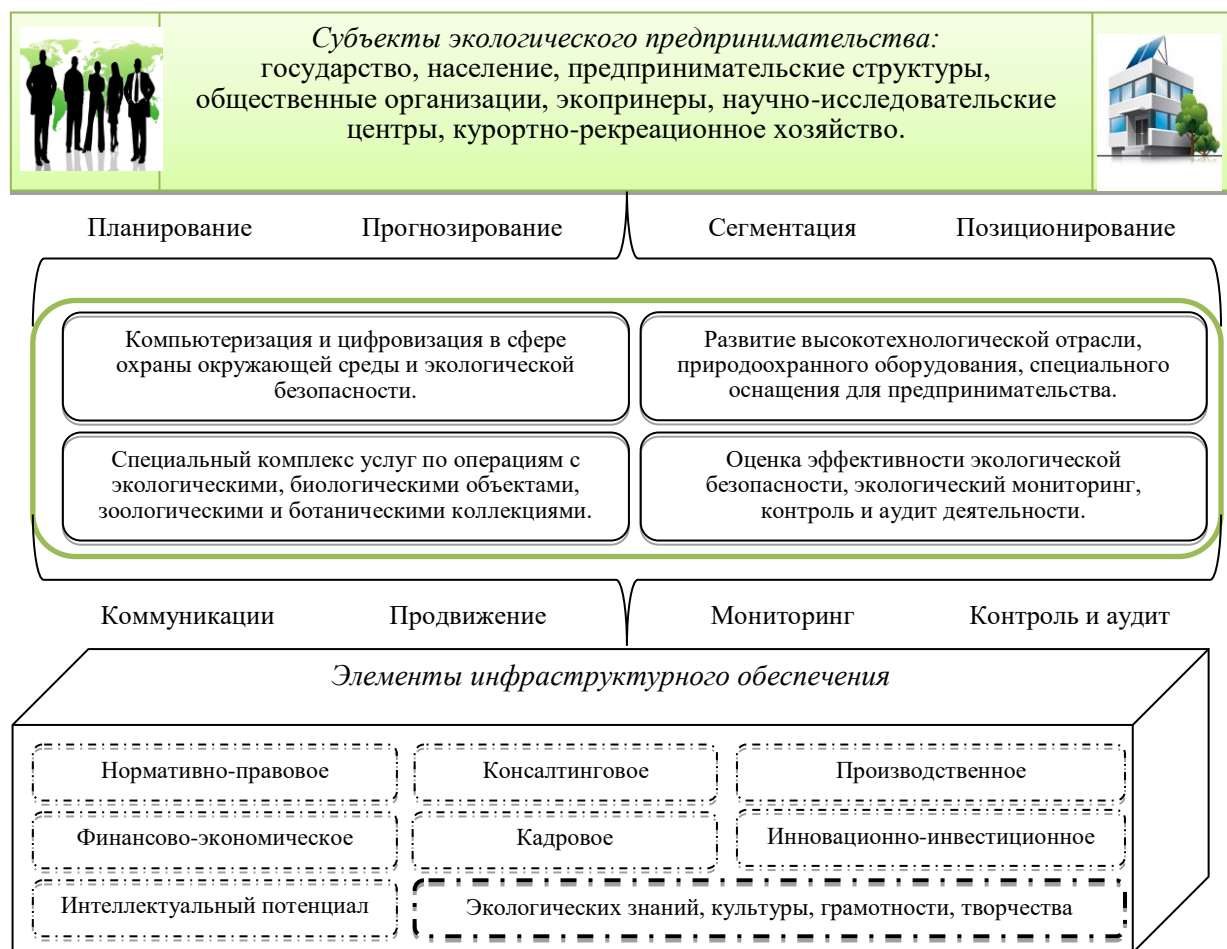 Субъекты экологического предпринимательства:
государство, население, предпринимательские структуры,
общественные организации, экопринеры, научно-исследовательские
центры, курортно-рекреационное хозяйство.
Планирование Прогнозирование Сегментация Позиционирование
Компьютеризация и цифровизация в сфере
охраны окружающей среды и экологической
безопасности.
Развитие высокотехнологической отрасли,
природоохранного оборудования, специального
оснащения для предпринимательства.
Специальный комплекс услуг по операциям с
экологическими, биологическими объектами,
зоологическими и ботаническими коллекциями.
Оценка эффективности экологической
безопасности, экологический мониторинг,
контроль и аудит деятельности.
Коммуникации Продвижение Мониторинг Контроль и аудит
Элементы инфраструктурного обеспечения
Нормативно-правовое Консалтинговое Производственное
Финансово-экономическое Кадровое Инновационно-инвестиционное
Интеллектуальный потенциал Экологических знаний, культуры, грамотности, творчества